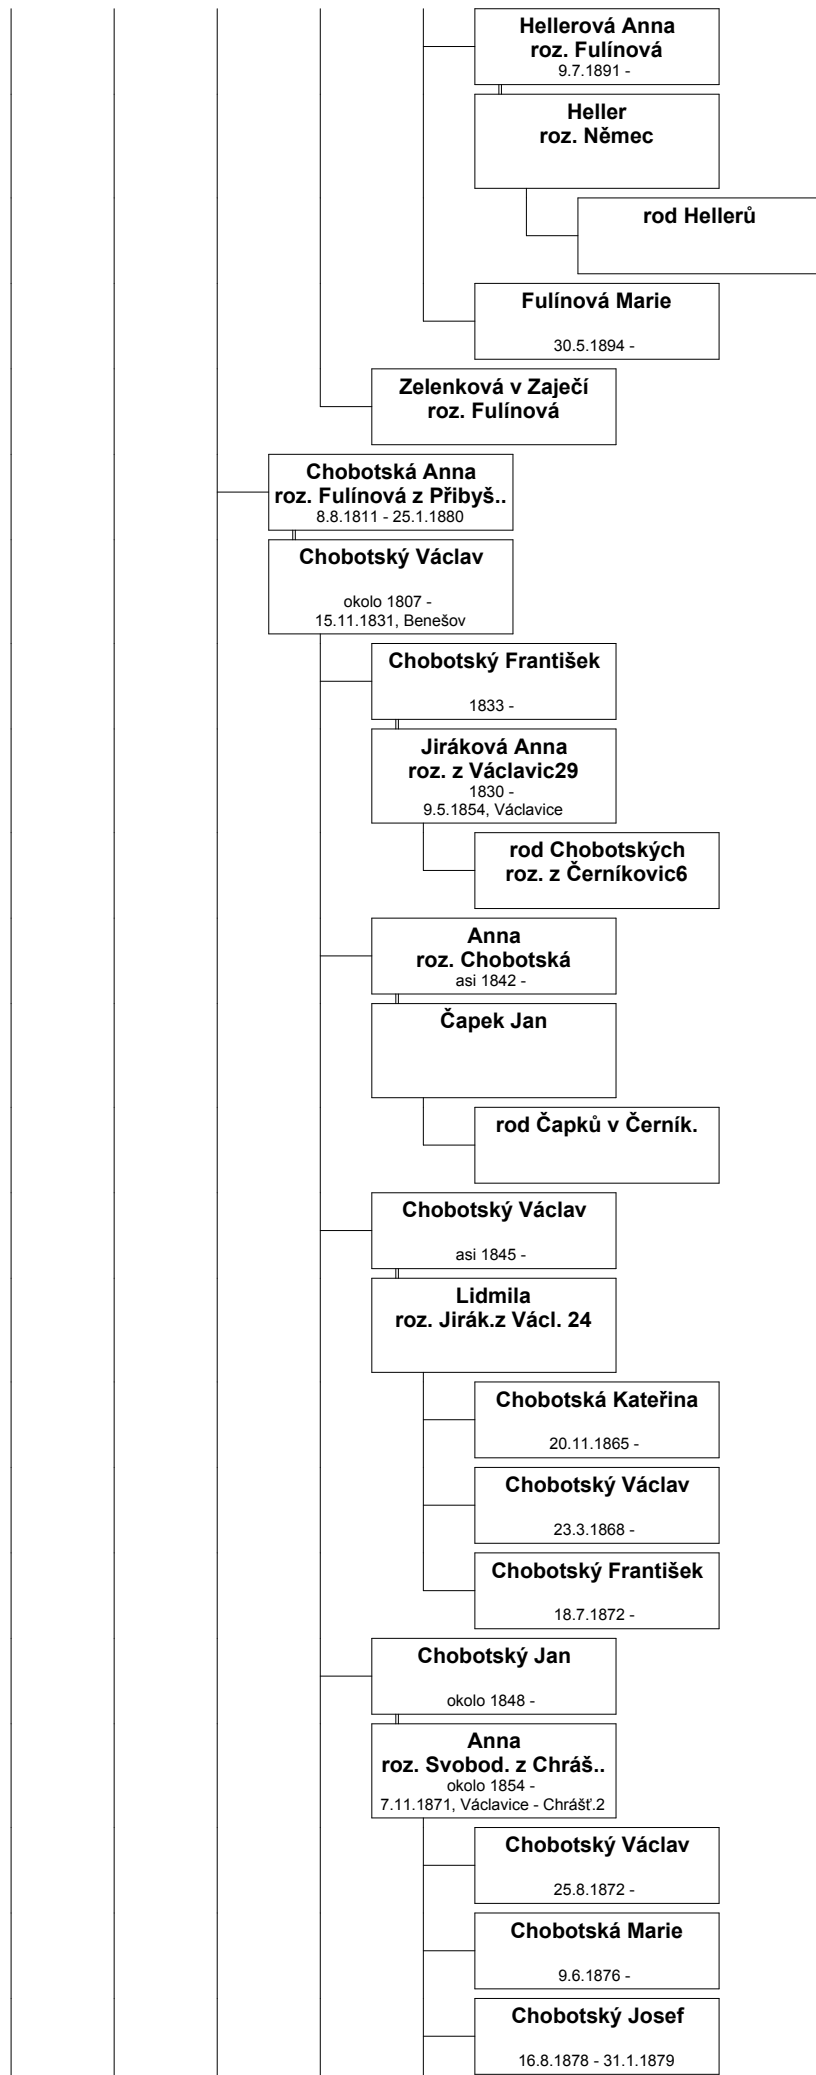 Hellerová Anna
roz. Fulínová
9.7.1891 -
Heller
roz. Němec
rod Hellerů
Fulínová Marie
30.5.1894 -
Zelenková v Zaječí
roz. Fulínová
Chobotská Anna
roz. Fulínová z Přibyš..
8.8.1811 - 25.1.1880
Chobotský Václav
okolo 1807 -
15.11.1831, Benešov
Chobotský František
1833 -
Jiráková Anna
roz. z Václavic29
1830 -
9.5.1854, Václavice
rod Chobotských
roz. z Černíkovic6
Anna
roz. Chobotská
asi 1842 -
Čapek Jan
rod Čapků v Černík.
Chobotský Václav
asi 1845 -
Lidmila
roz. Jirák.z Václ. 24
Chobotská Kateřina
20.11.1865 -
Chobotský Václav
23.3.1868 -
Chobotský František
18.7.1872 -
Chobotský Jan
okolo 1848 -
Anna
roz. Svobod. z Chráš..
okolo 1854 -
7.11.1871, Václavice - Chrášť.2
Chobotský Václav
25.8.1872 -
Chobotská Marie
9.6.1876 -
Chobotský Josef
16.8.1878 - 31.1.1879